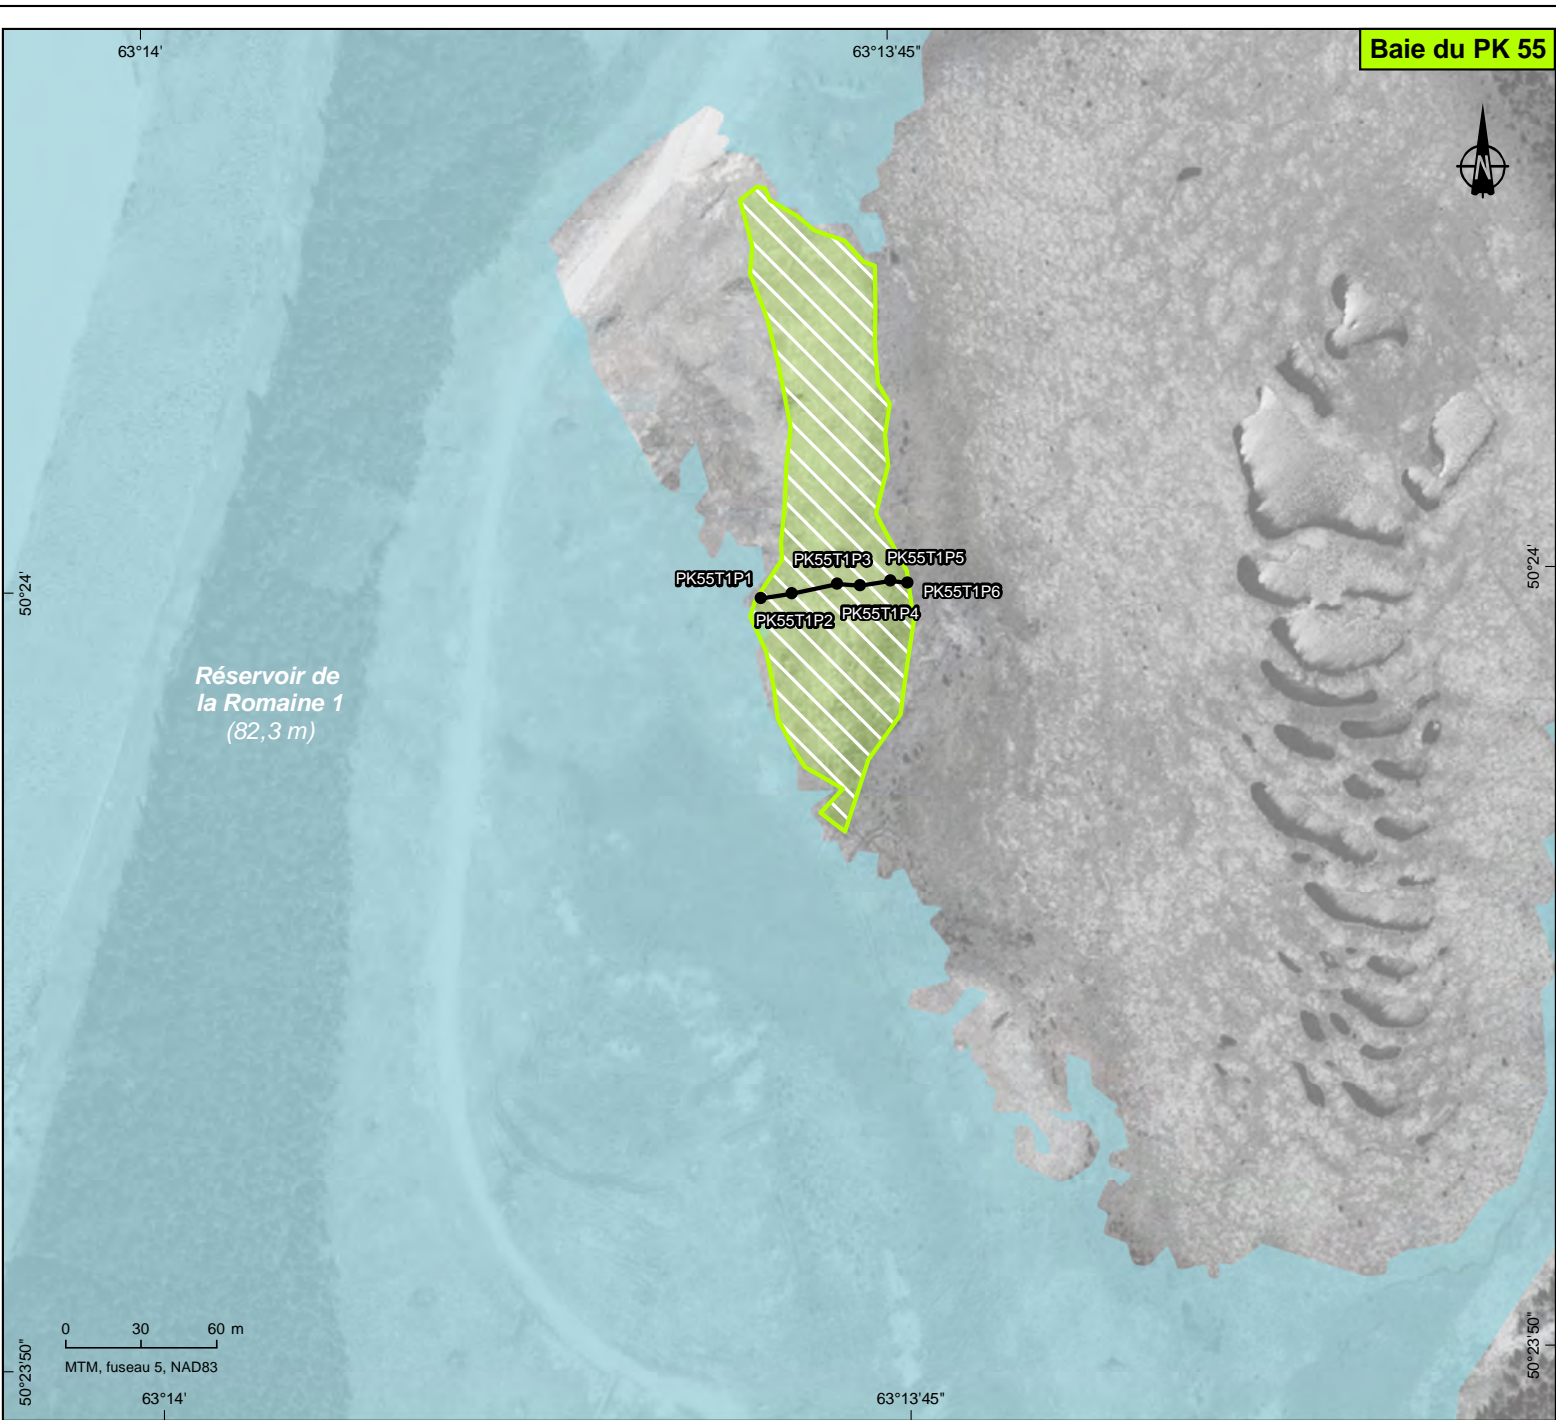 63°14'
63°13'45"
Baie du PK 55
N
50°24'
50°24'
PK55T1P3
PK55T1P5
PK55T1P1
PK55T1P6
PK55T1P4
PK55T1P2
Réservoir de
la Romaine 1
(82,3 m)
0 30 60 m
MTM, fuseau 5, NAD83
50°23'50"
50°23'50"
63°14'
63°13'45"